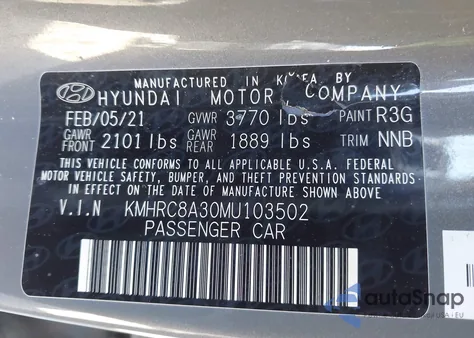 MANUFACTURED IN KOREA BY
HYUNDAI MOTOR COMPANY
FEB/05/21 GVWR 3770 lbs PAINT R3G
GAWR FRONT 2101 lbs GAWR REAR 1889 lbs TRIM NNB
THIS VEHICLE CONFORMS TO ALL APPLICABLE U.S.A. FEDERAL
MOTOR VEHICLE SAFETY, BUMPER, AND THEFT PREVENTION STANDARDS
IN EFFECT ON THE DATE OF MANUFACTURE SHOWN ABOVE.
V.I.N KMHRC8A30MU103502
PASSENGER CAR
autoSnap